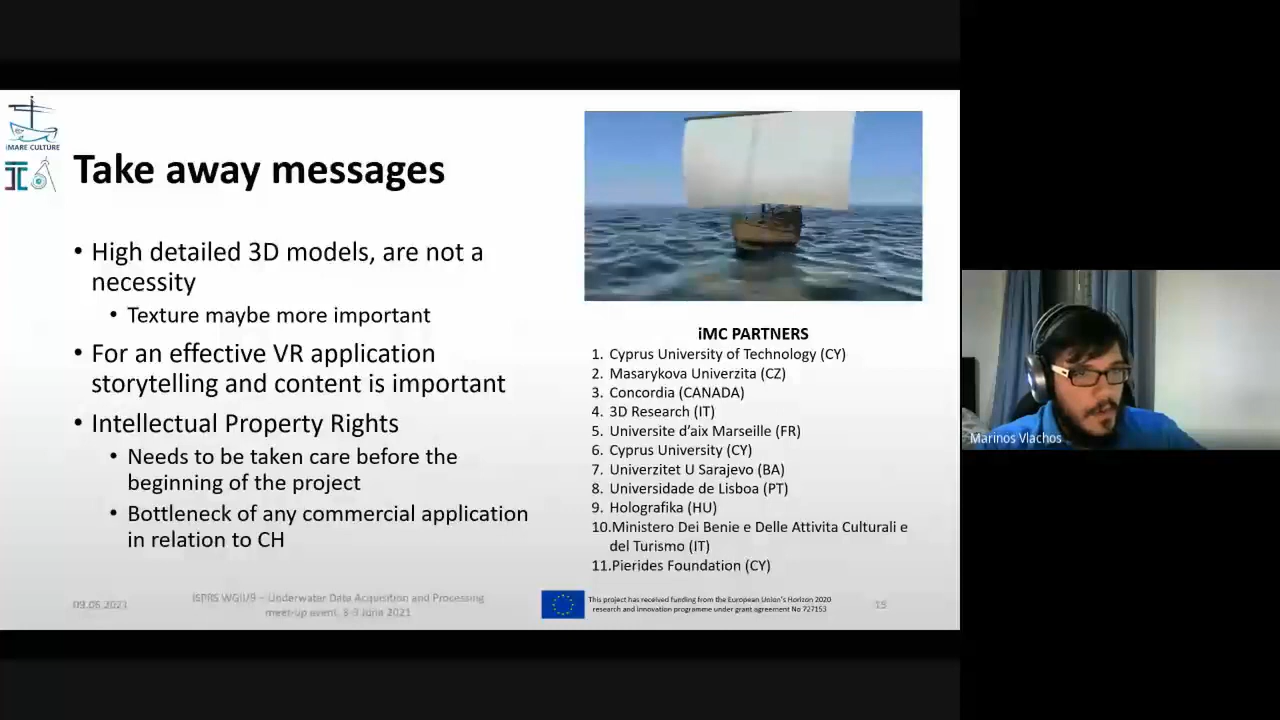 iMARE CULTURE
Take away messages
• High detailed 3D models, are not a
necessity
• Texture maybe more important
• For an effective VR application
storytelling and content is important
• Intellectual Property Rights
• Needs to be taken care before the
beginning of the project
• Bottleneck of any commercial application
in relation to CH
iMC PARTNERS
1. Cyprus University of Technology (CY)
2. Masarykova Univerzita (CZ)
3. Concordia (CANADA)
4. 3D Research (IT)
5. Universite d'aix Marseille (FR)
6. Cyprus University (CY)
7. Univerzitet U Sarajevo (BA)
8. Universidade de Lisboa (PT)
9. Holografika (HU)
10.Ministero Dei Benie e Delle Attivita Culturali e
del Turismo (IT)
11.Pierides Foundation (CY)
ISPRS WGII/9 – Underwater Data Acquisition and Processing
meet-up event, June 2021
This project has received funding from the European Union's Horizon 2020
research and innovation programme under grant agreement No 727153
Marinos Vlachos